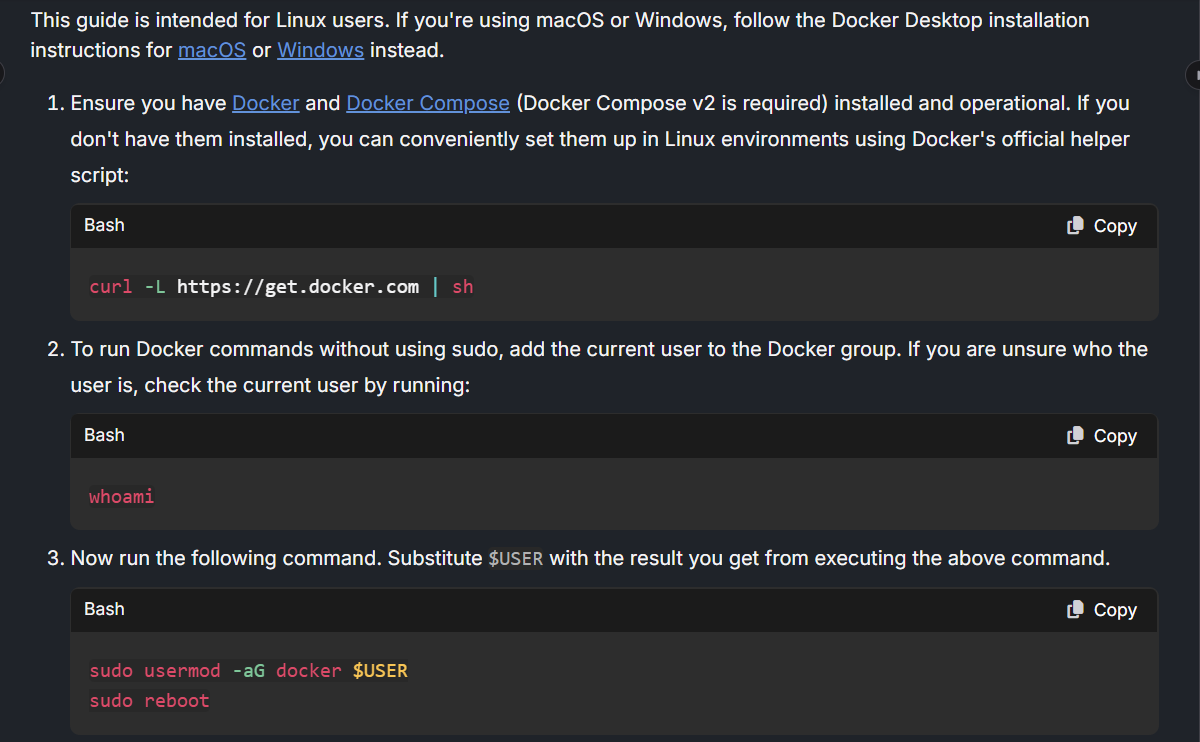 This guide is intended for Linux users. If you're using macOS or Windows, follow the Docker Desktop installation
instructions for macOS or Windows instead.
1. Ensure you have Docker and Docker Compose (Docker Compose v2 is required) installed and operational. If you
don't have them installed, you can conveniently set them up in Linux environments using Docker's official helper
script:
Bash Copy
curl -L https://get.docker.com | sh
2. To run Docker commands without using sudo, add the current user to the Docker group. If you are unsure who the
user is, check the current user by running:
Bash Copy
whoami
3. Now run the following command. Substitute $USER with the result you get from executing the above command.
Bash Copy
sudo usermod -aG docker $USER
sudo reboot